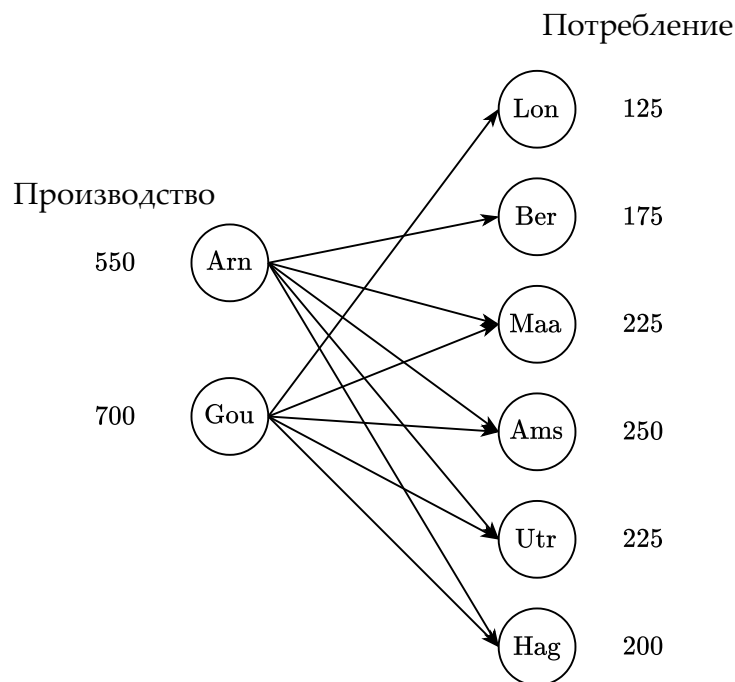 Потребление
Lon 125
Производство
Ber 175
550 Arn
Maa 225
700 Gou
Ams 250
Utr 225
Hag 200